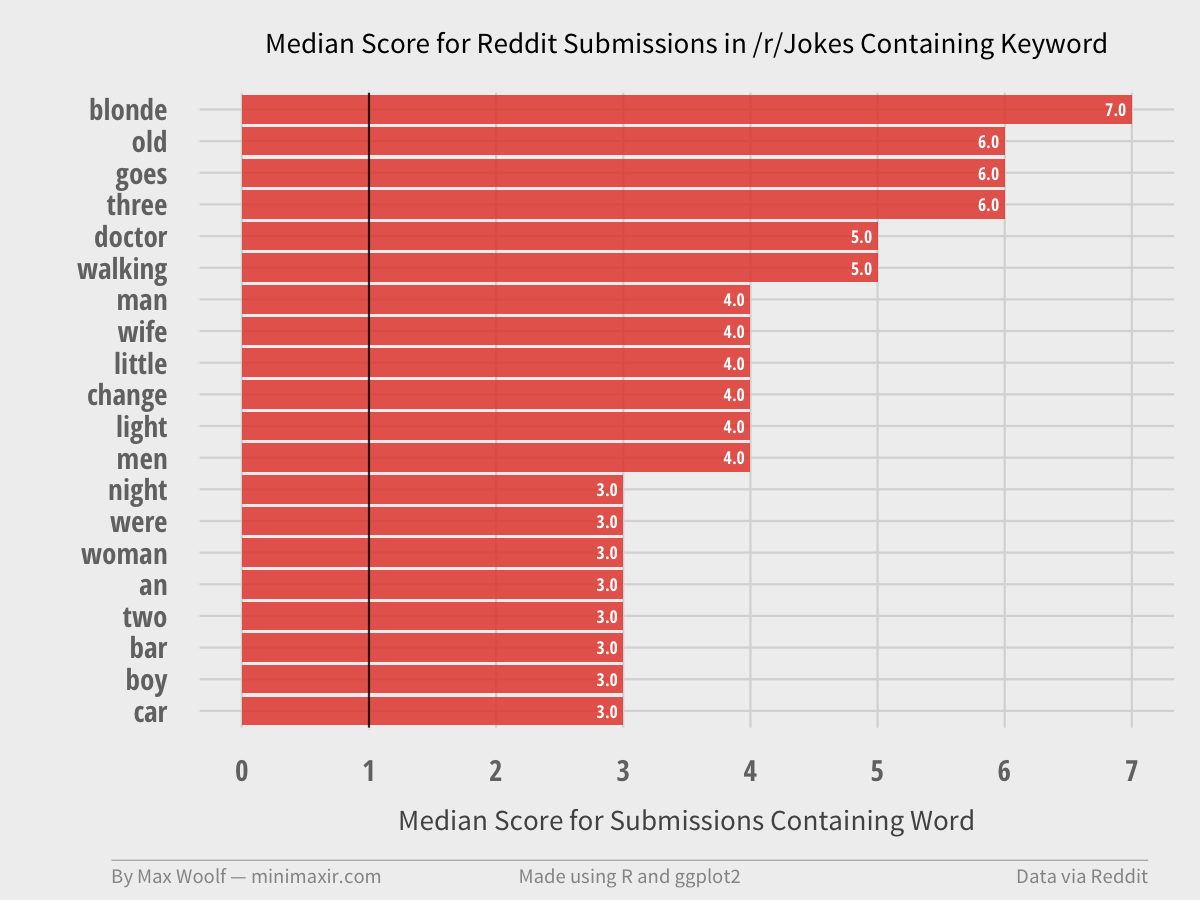 Median Score for Reddit Submissions in /r/Jokes Containing Keyword
blonde 7.0
old 6.0
goes 6.0
three 6.0
doctor 5.0
walking 5.0
man 4.0
wife 4.0
little 4.0
change 4.0
light 4.0
men 4.0
night 3.0
were 3.0
woman 3.0
an 3.0
two 3.0
bar 3.0
boy 3.0
car 3.0
0 1 2 3 4 5 6 7
Median Score for Submissions Containing Word
By Max Woolf — minimaxir.com Made using R and ggplot2 Data via Reddit